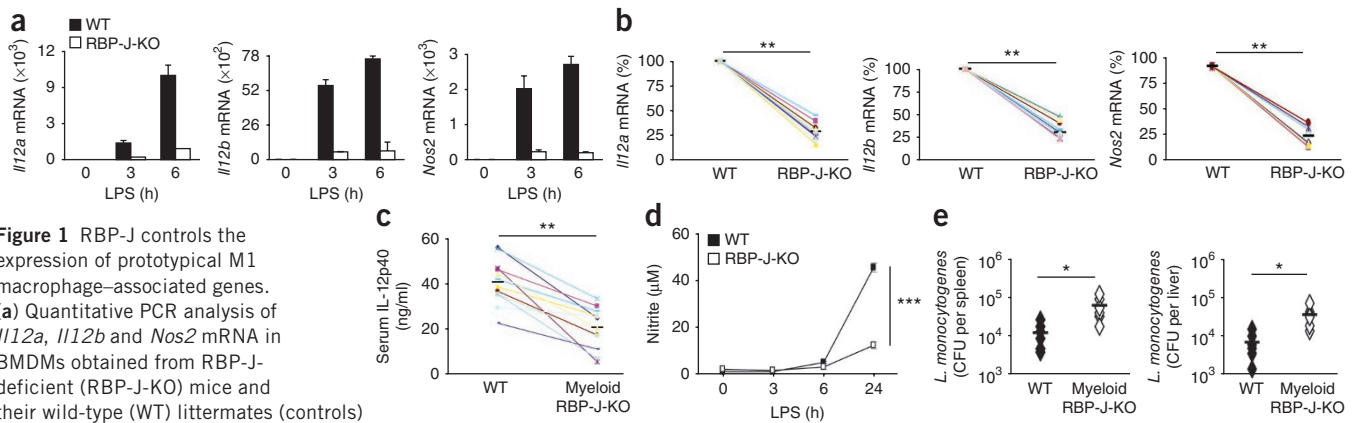 a
WT
RBP-J-KO
Il12a mRNA (×10³)
12
8
4
0
0 3 6
LPS (h)
Il12b mRNA (×10²)
78
52
26
0
0 3 6
LPS (h)
Nos2 mRNA (×10³)
3
2
1
0
0 3 6
LPS (h)
b
**
Il12a mRNA (%)
100
75
50
25
0
WT RBP-J-KO
**
Il12b mRNA (%)
100
75
50
25
0
WT RBP-J-KO
**
Nos2 mRNA (%)
100
75
50
25
0
WT RBP-J-KO
Figure 1 RBP-J controls the
expression of prototypical M1
macrophage–associated genes.
(a) Quantitative PCR analysis of
Il12a, Il12b and Nos2 mRNA in
BMDMs obtained from RBP-J-
deficient (RBP-J-KO) mice and
their wild-type (WT) littermates (controls)
c
**
Serum IL-12p40
(ng/ml)
60
40
20
0
WT Myeloid
RBP-J-KO
d
WT
RBP-J-KO
Nitrite (μM)
60
40
20
0
***
0 3 6 24
LPS (h)
e
*
L. monocytogenes
(CFU per spleen)
10⁶
10⁵
10⁴
10³
WT Myeloid
RBP-J-KO
*
L. monocytogenes
(CFU per liver)
10⁶
10⁵
10⁴
10³
WT Myeloid
RBP-J-KO